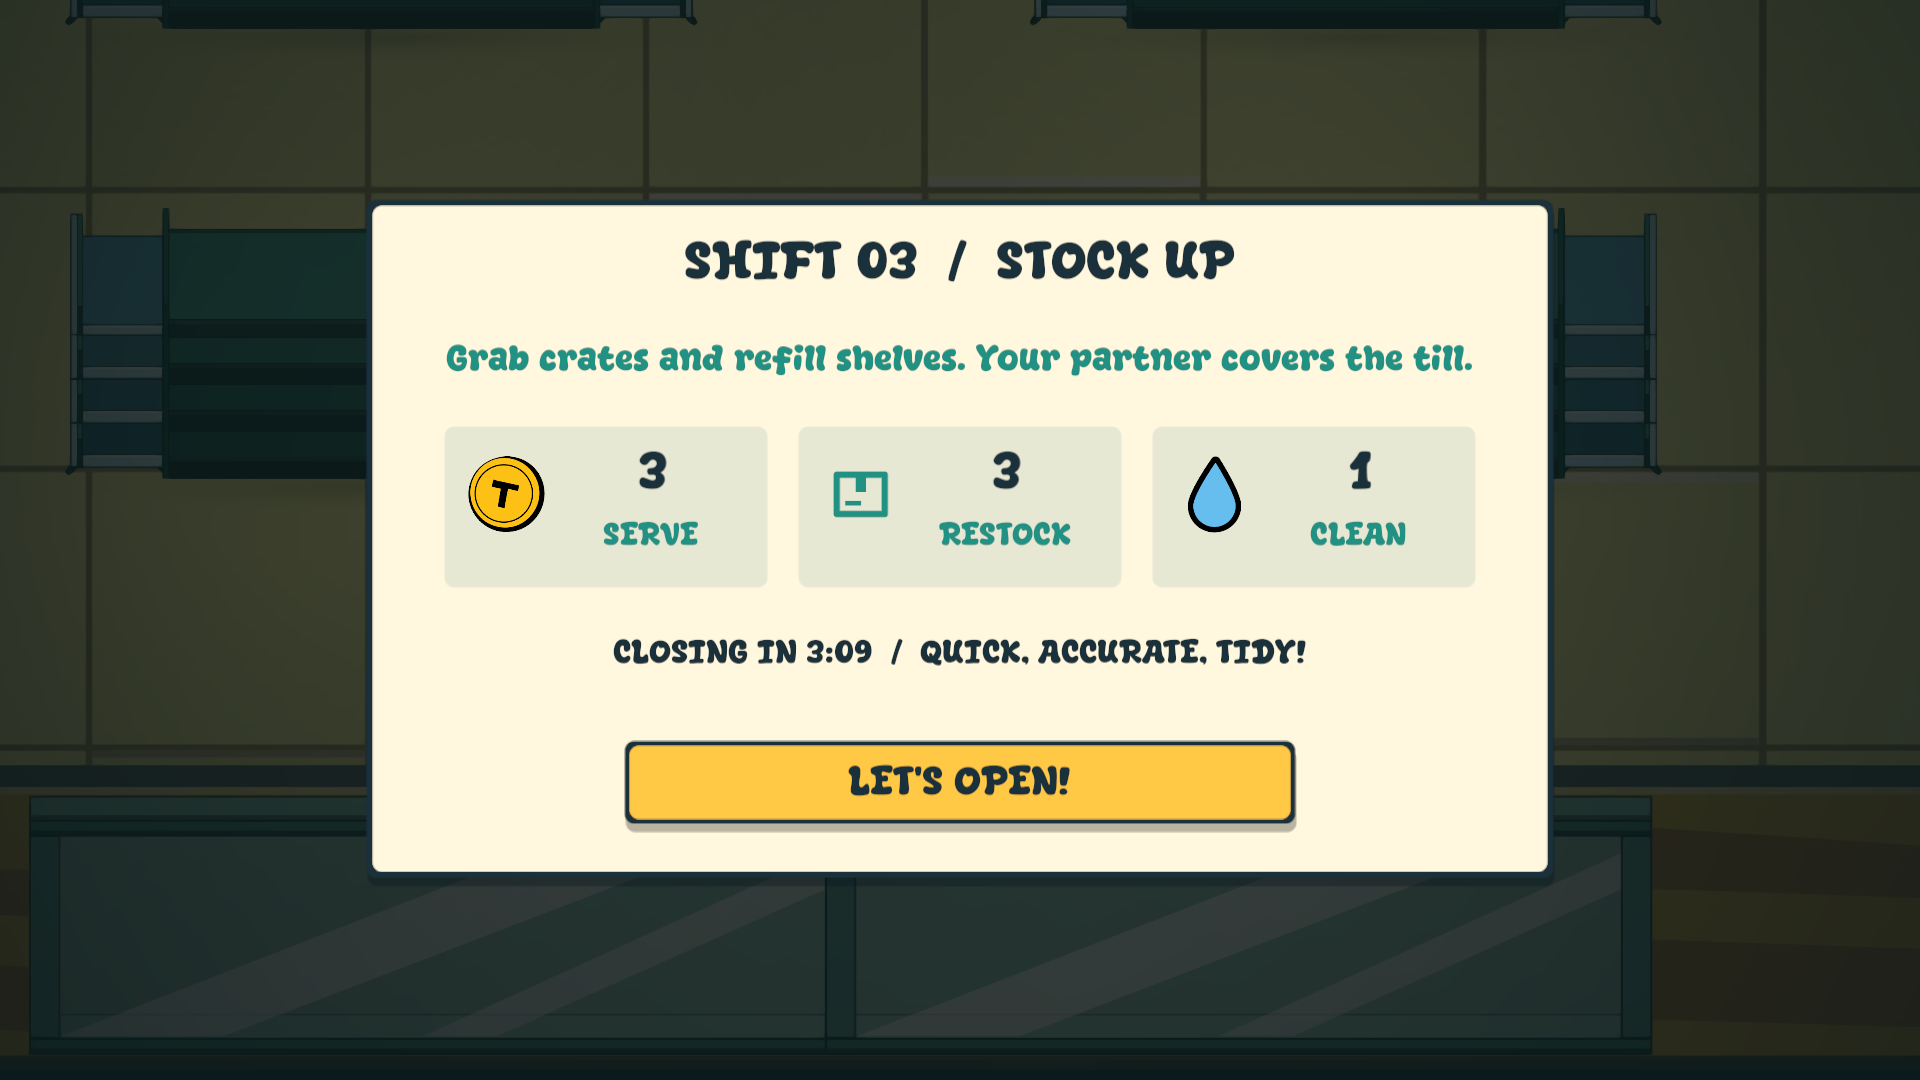 SHIFT 03 / STOCK UP
Grab crates and refill shelves. Your partner covers the till.
T
3
SERVE
3
RESTOCK
1
CLEAN
CLOSING IN 3:09 / QUICK, ACCURATE, TIDY!
LET'S OPEN!